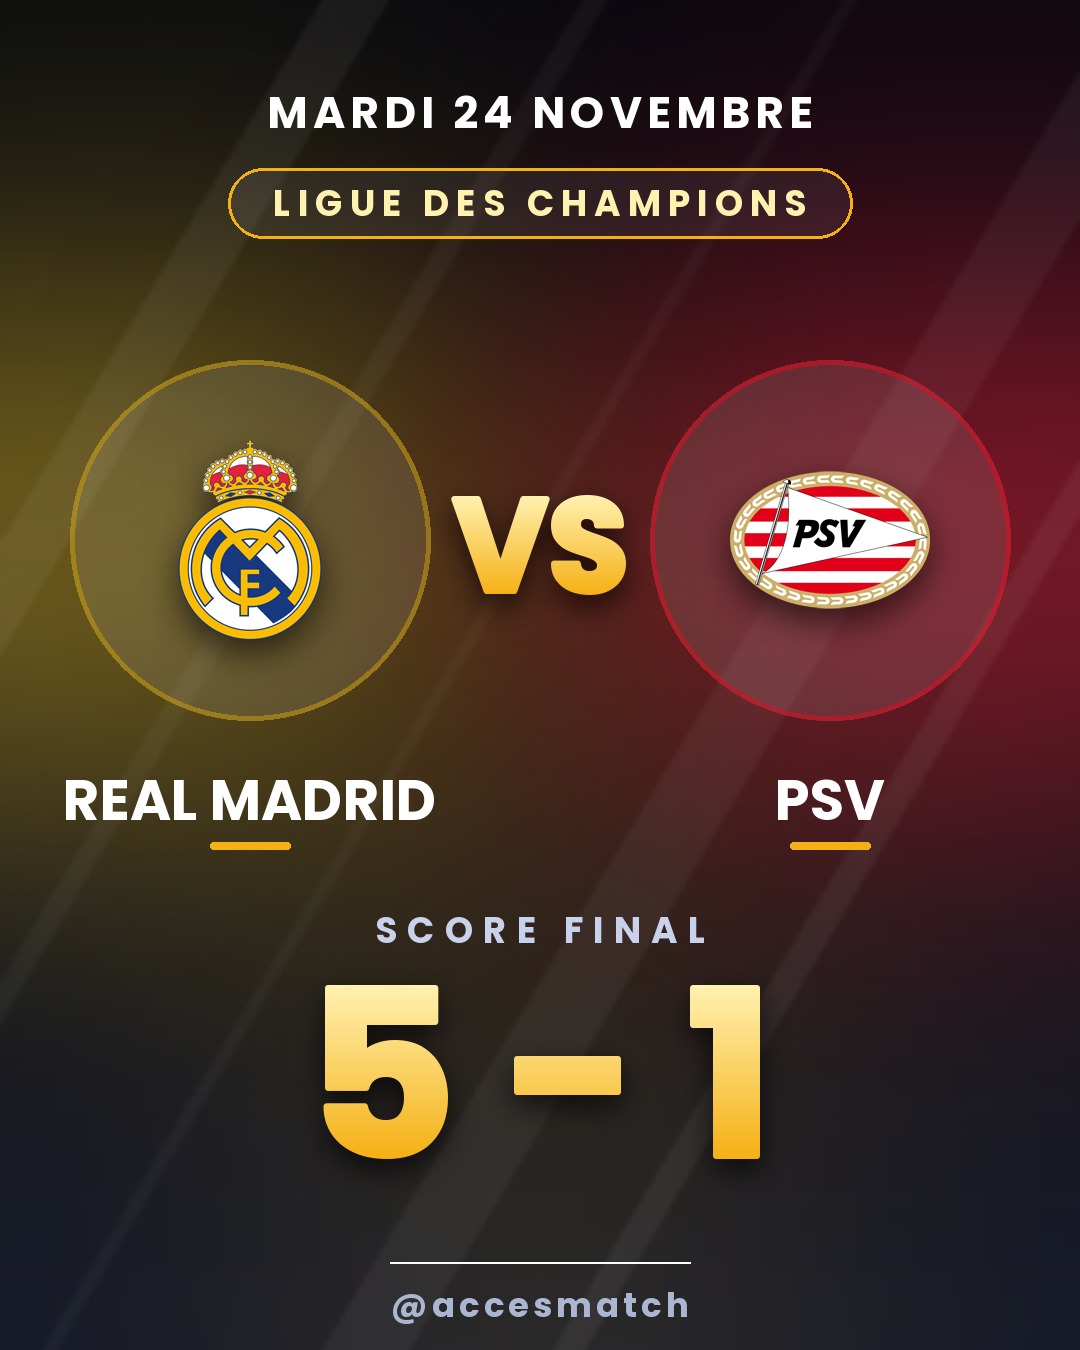 MARDI 24 NOVEMBRE
LIGUE DES CHAMPIONS
VS
PSV
REAL MADRID
PSV
SCORE FINAL
5 - 1
@accesmatch